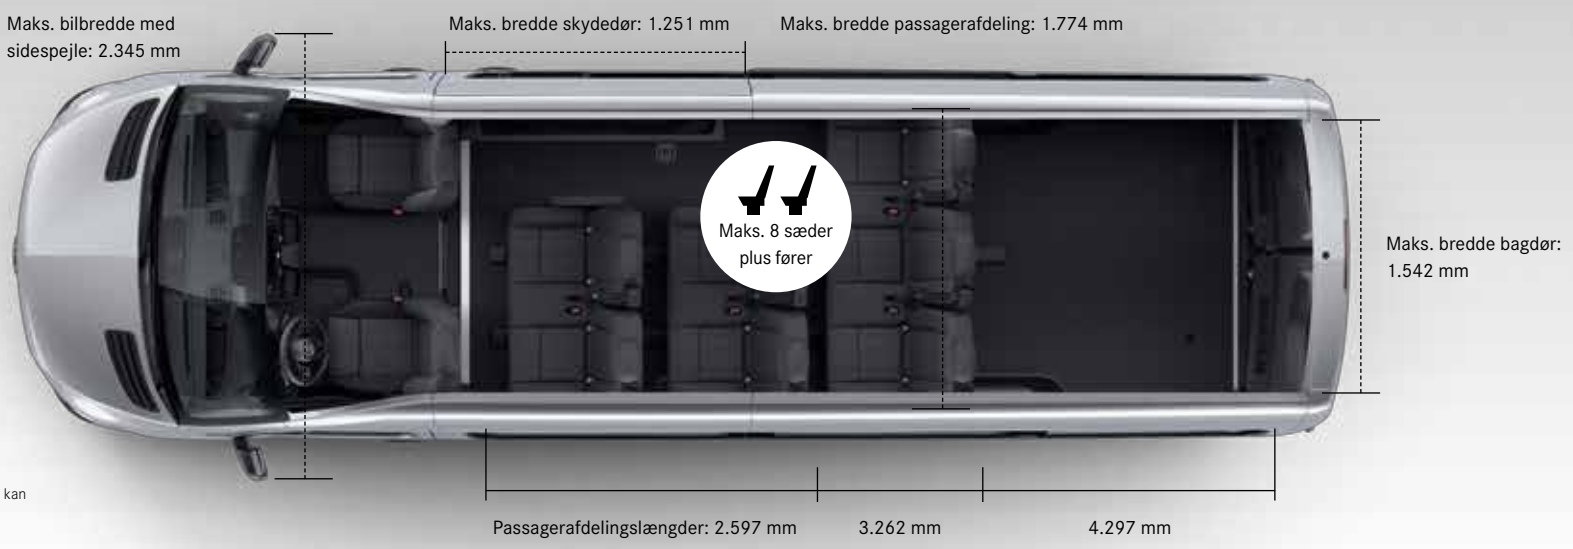 Maks. bilbredde med
sidespejle: 2.345 mm
Maks. bredde skydedør: 1.251 mm
Maks. bredde passagerafdeling: 1.774 mm
Maks. 8 sæder
plus fører
Maks. bredde bagdør:
1.542 mm
kan
Passagerafdelingslængder: 2.597 mm
3.262 mm
4.297 mm